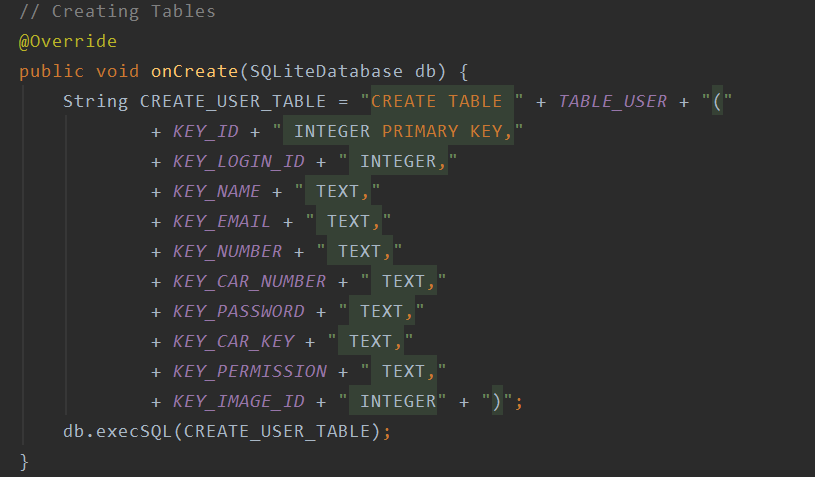 // Creating Tables
@Override
public void onCreate(SQLiteDatabase db) {
String CREATE_USER_TABLE = "CREATE TABLE " + TABLE_USER + "("
+ KEY_ID + " INTEGER PRIMARY KEY,"
+ KEY_LOGIN_ID + " INTEGER,"
+ KEY_NAME + " TEXT,"
+ KEY_EMAIL + " TEXT,"
+ KEY_NUMBER + " TEXT,"
+ KEY_CAR_NUMBER + " TEXT,"
+ KEY_PASSWORD + " TEXT,"
+ KEY_CAR_KEY + " TEXT,"
+ KEY_PERMISSION + " TEXT,"
+ KEY_IMAGE_ID + " INTEGER" + ")";
db.execSQL(CREATE_USER_TABLE);
}